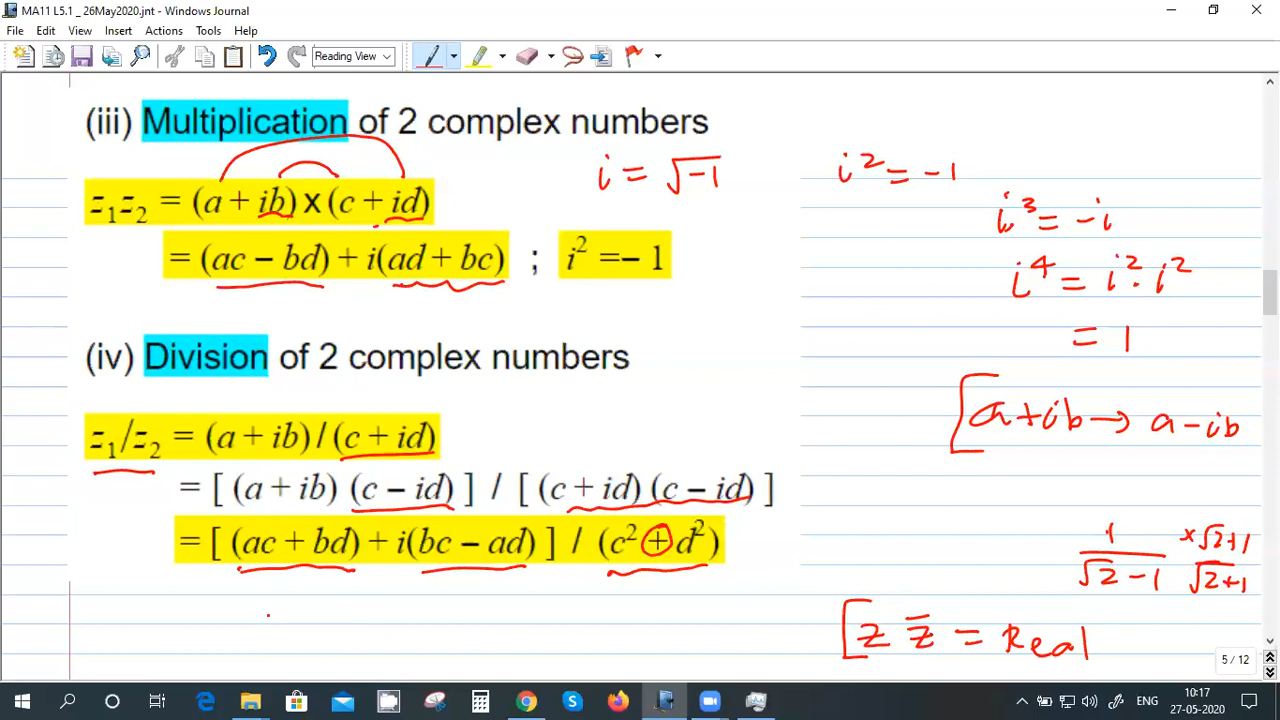 MA11 L5.1 _ 26May2020.jnt - Windows Journal
File Edit View Insert Actions Tools Help
Reading View
(iii) Multiplication of 2 complex numbers
i = √-1
i² = -1
z₁z₂ = (a + ib) x (c + id)
i³ = -i
= (ac − bd) + i(ad + bc) ; i² =− 1
i⁴ = i² · i²
= 1
(iv) Division of 2 complex numbers
[a + ib → a - ib
z₁/z₂ = (a + ib) / (c + id)
= [ (a + ib) (c − id) ] / [ (c + id) (c − id) ]
= [ (ac + bd) + i(bc − ad) ] / (c² + d²)
1 ×√2+1
√2 - 1 √2+1
[z z̄ = Real
5 / 12
ENG
10:17
27-05-2020